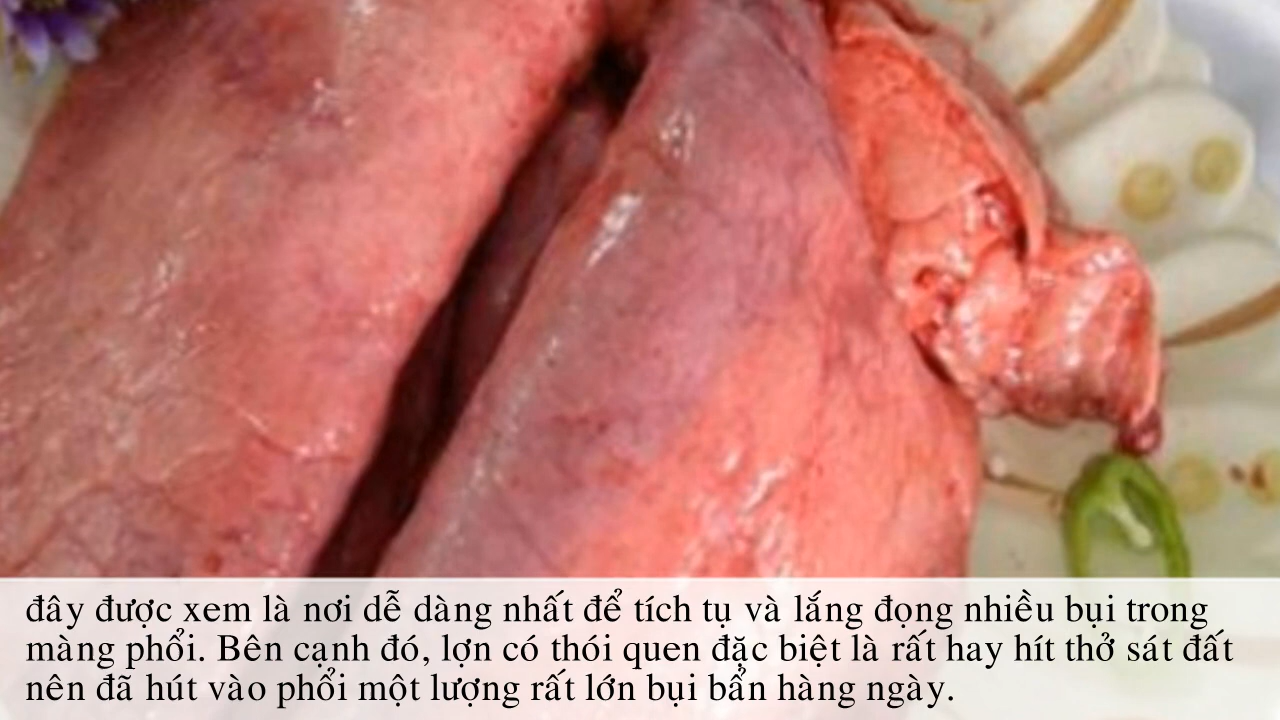 đây được xem là nơi dễ dàng nhất để tích tụ và lắng đọng nhiều bụi trong
màng phổi. Bên cạnh đó, lợn có thói quen đặc biệt là rất hay hít thở sát đất
nên đã hút vào phổi một lượng rất lớn bụi bẩn hàng ngày.